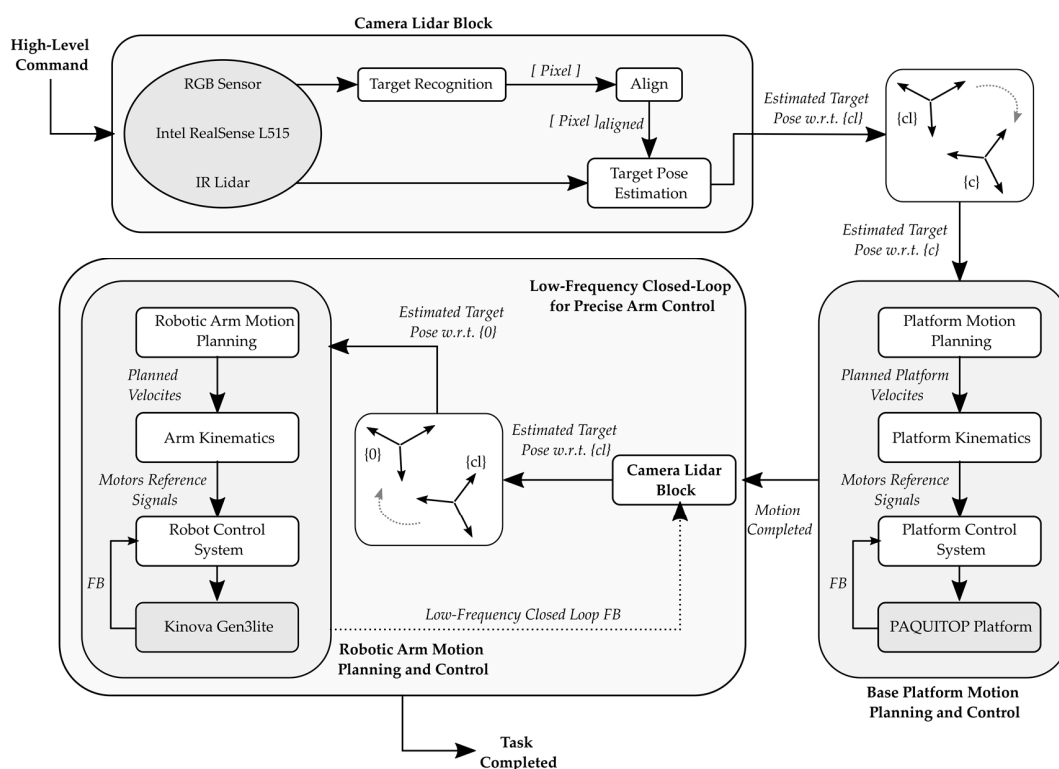 Camera Lidar Block
High-Level
Command
RGB Sensor
Intel RealSense L515
IR Lidar
Target Recognition
[ Pixel ]
Align
[ Pixel ]aligned
Target Pose
Estimation
Estimated Target
Pose w.r.t. {cl}
{cl}
{c}
Estimated Target
Pose w.r.t. {c}
Platform Motion
Planning
Planned Platform
Velocites
Platform Kinematics
Motors Reference
Signals
Platform Control
System
FB
PAQUITOP Platform
Base Platform Motion
Planning and Control
Motion
Completed
Low-Frequency Closed-Loop
for Precise Arm Control
Camera Lidar
Block
Estimated Target
Pose w.r.t. {cl}
{0}
{cl}
Estimated Target
Pose w.r.t. {0}
Robotic Arm Motion
Planning
Planned
Velocites
Arm Kinematics
Motors Reference
Signals
Robot Control
System
FB
Kinova Gen3lite
Low-Frequency Closed Loop FB
Robotic Arm Motion
Planning and Control
Task
Completed